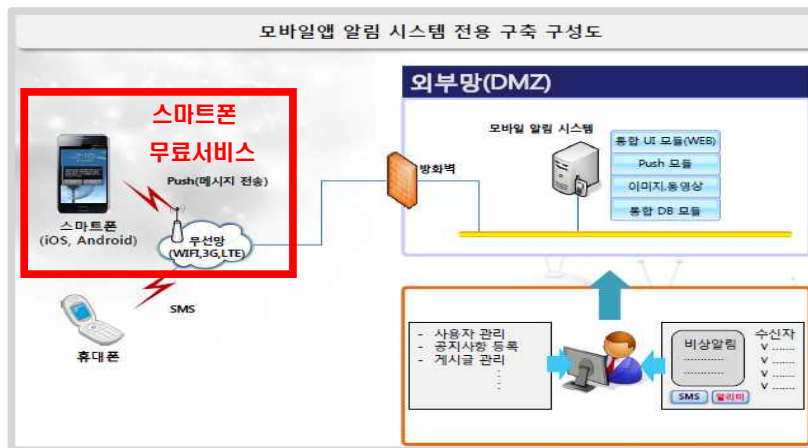 모바일앱 알림 시스템 전용 구축 구성도
외부망(DMZ)
스마트폰
무료서비스
모바일 알림 시스템
통합 UI 모듈(WEB)
Push 모듈
이미지,동영상
통합 DB 모듈
방화벽
Push(메시지 전송)
스마트폰
(iOS, Android)
무선망
(WIFI,3G,LTE)
SMS
휴대폰
- 사용자 관리
- 공지사항 등록
- 게시글 관리
:
:
비상알림
.............
.............
수신자
v .......
v .......
v .......
v .......
SMS
알리미